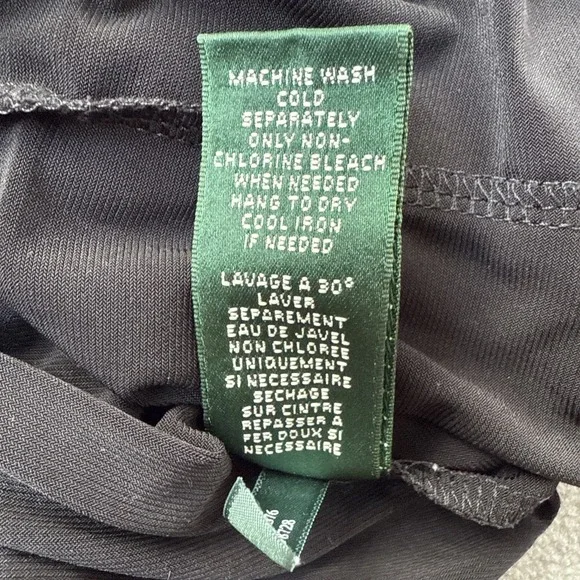 MACHINE WASH
COLD
SEPARATELY
ONLY NON-
CHLORINE BLEACH
WHEN NEEDED
HANG TO DRY
COOL IRON
IF NEEDED
LAVAGE A 30°
LAVER
SEPAREMENT
EAU DE JAVEL
NON CHLOREE
UNIQUEMENT
SI NECESSAIRE
SECHAGE
SUR CINTRE
REPASSER A
FER DOUX SI
NECESSAIRE